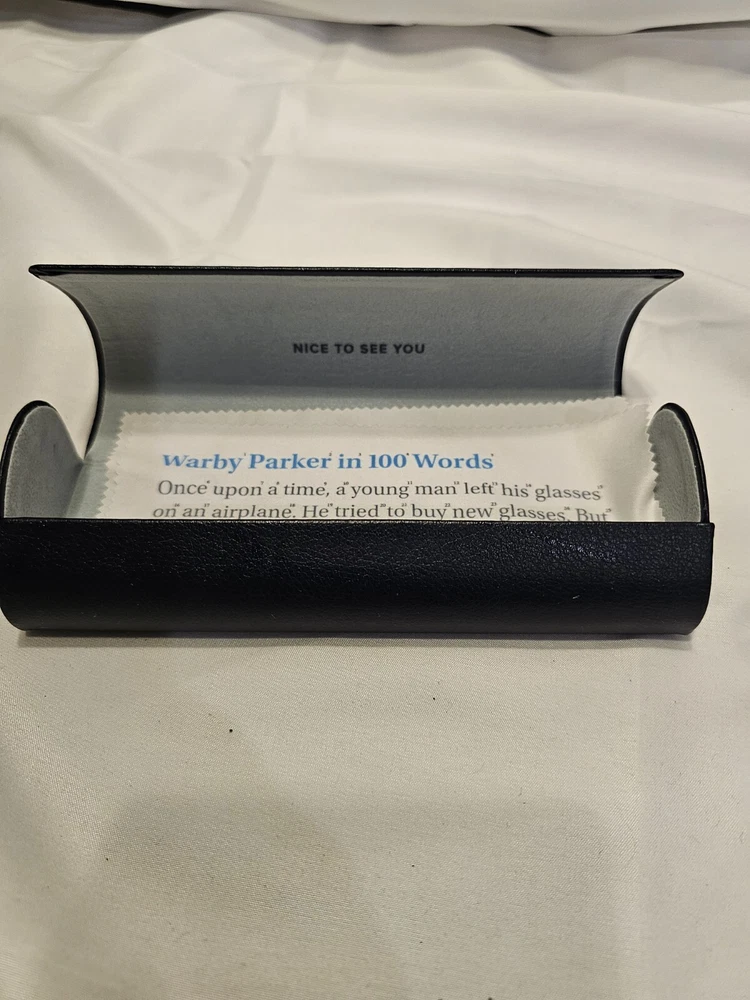 NICE TO SEE YOU
Warby Parker in 100 Words
Once upon a time, a young man left his glasses
on an airplane. He tried to buy new glasses. But